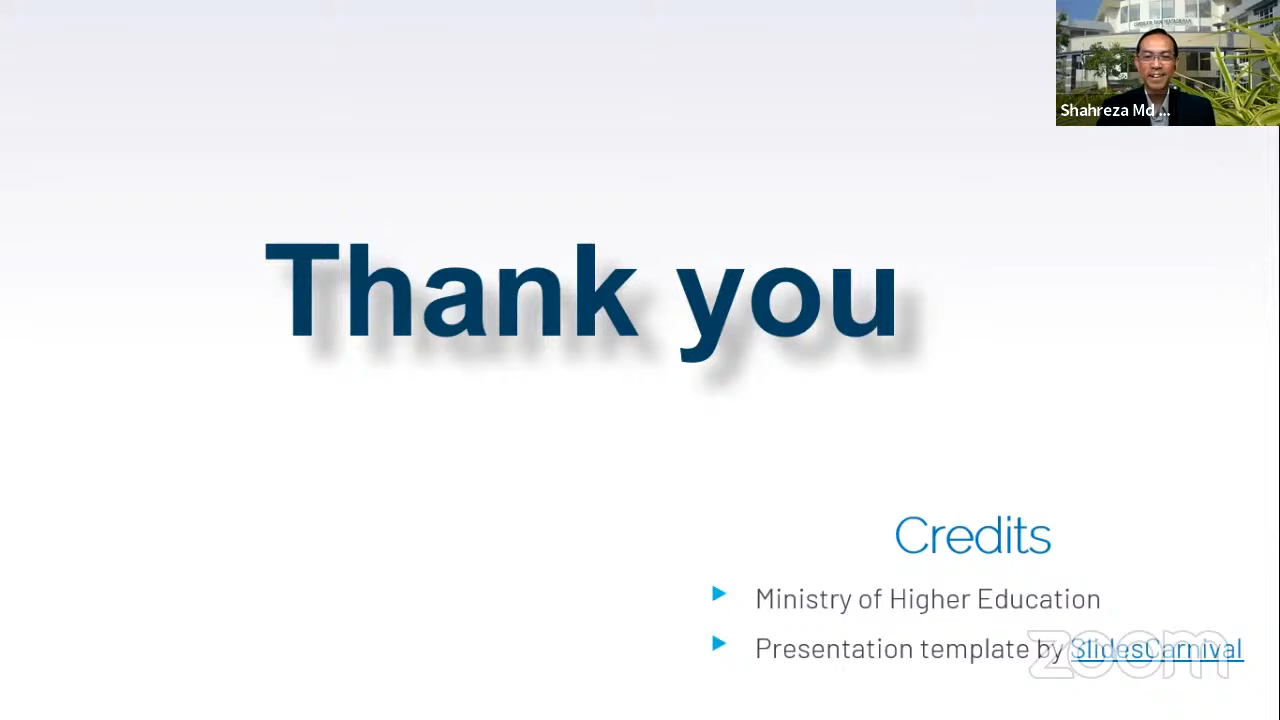 Shahreza Md ...
Thank you
Credits
Ministry of Higher Education
Presentation template by SlidesCarnival
zoom